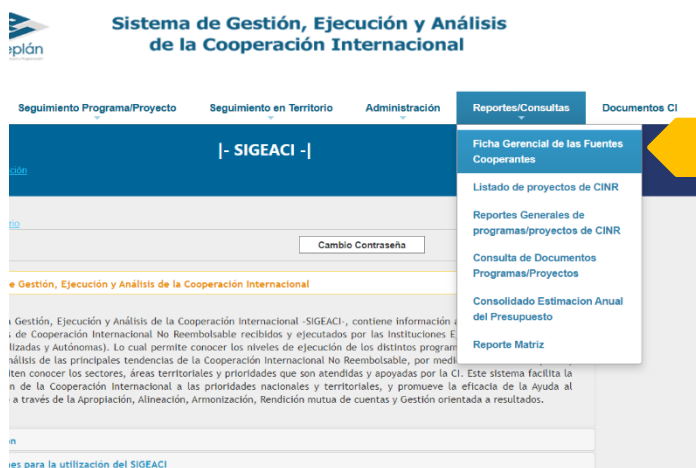 Sistema de Gestión, Ejecución y Análisis
de la Cooperación Internacional
eplán
Seguimiento Programa/Proyecto Seguimiento en Territorio Administración Reportes/Consultas Documentos CI
|- SIGEACI -|
ción
Ficha Gerencial de las Fuentes
Cooperantes
Listado de proyectos de CINR
Reportes Generales de
programas/proyectos de CINR
Consulta de Documentos
Programas/Proyectos
Consolidado Estimacion Anual
del Presupuesto
Reporte Matriz
rio
Cambio Contraseña
e Gestión, Ejecución y Análisis de la Cooperación Internacional
Gestión, Ejecución y Análisis de la Cooperación Internacional -SIGEACI-, contiene información a
s de Cooperación Internacional No Reembolsable recibidos y ejecutados por las Instituciones E
lizadas y Autónomas). Lo cual permite conocer los niveles de ejecución de los distintos program
nálisis de las principales tendencias de la Cooperación Internacional No Reembolsable, por medi
iten conocer los sectores, áreas territoriales y prioridades que son atendidas y apoyadas por la CI. Este sistema facilita la
n de la Cooperación Internacional a las prioridades nacionales y territoriales, y promueve la eficacia de la Ayuda al
a través de la Apropiación, Alineación, Armonización, Rendición mutua de cuentas y Gestión orientada a resultados.
ón
nes para la utilización del SIGEACI